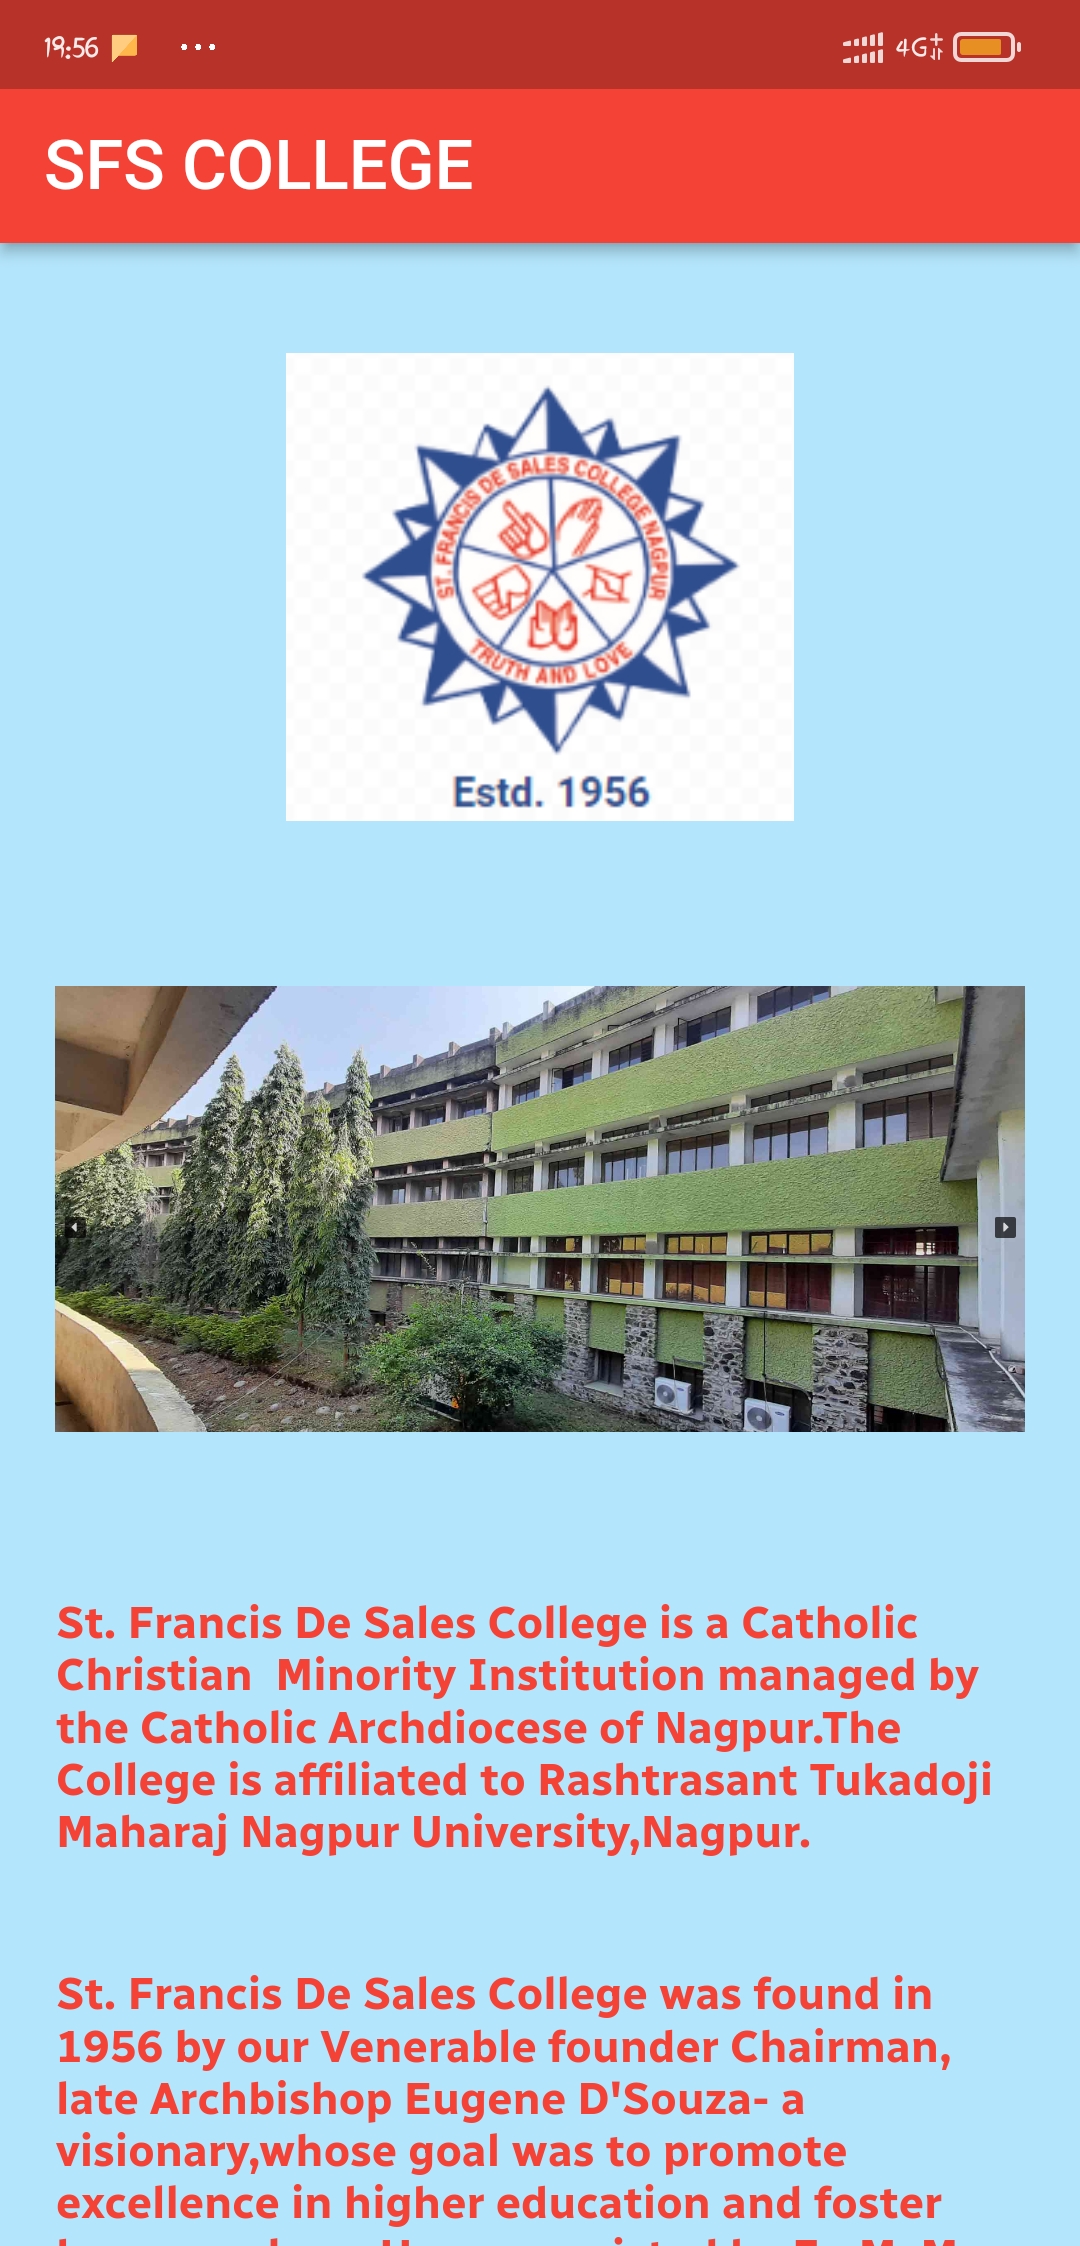 19:56
4G+
SFS COLLEGE
ST. FRANCIS DE SALES COLLEGE NAGPUR
TRUTH AND LOVE
Estd. 1956
St. Francis De Sales College is a Catholic
Christian  Minority Institution managed by
the Catholic Archdiocese of Nagpur.The
College is affiliated to Rashtrasant Tukadoji
Maharaj Nagpur University,Nagpur.
St. Francis De Sales College was found in
1956 by our Venerable founder Chairman,
late Archbishop Eugene D'Souza- a
visionary,whose goal was to promote
excellence in higher education and foster